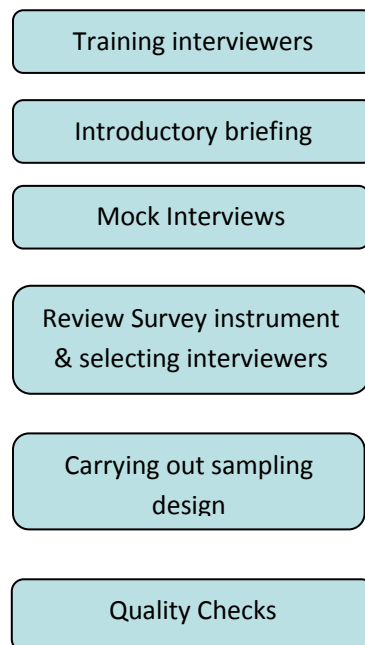 Training interviewers
Introductory briefing
Mock Interviews
Review Survey instrument
& selecting interviewers
Carrying out sampling
design
Quality Checks